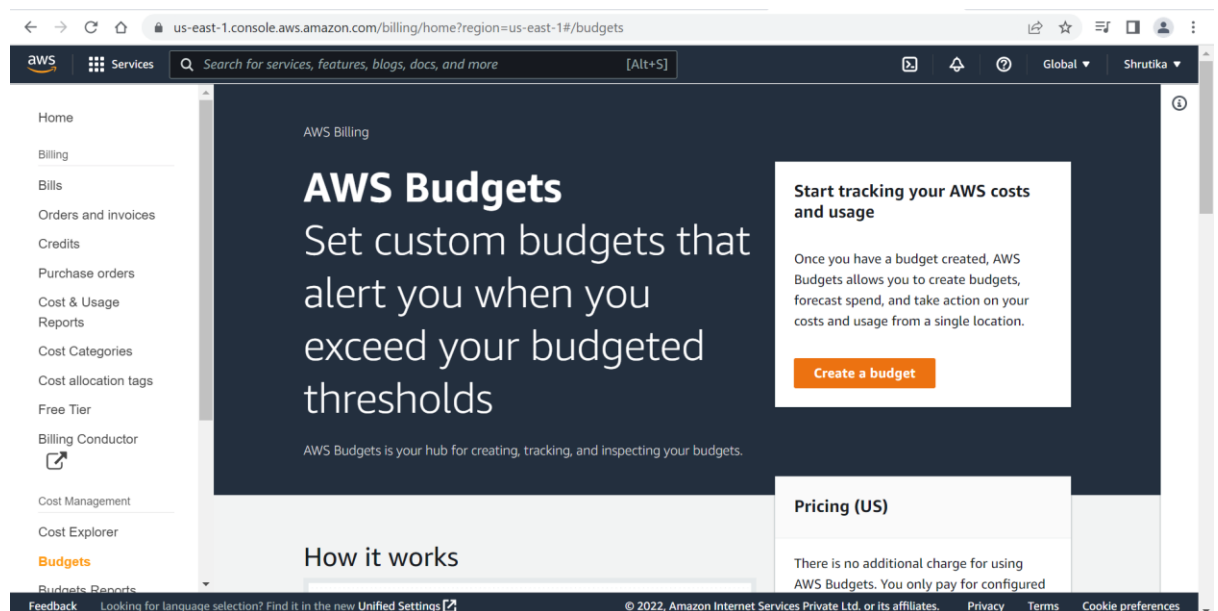 us-east-1.console.aws.amazon.com/billing/home?region=us-east-1#/budgets
aws
Services
Search for services, features, blogs, docs, and more
[Alt+S]
Global
Shrutika
Home
Billing
Bills
Orders and invoices
Credits
Purchase orders
Cost & Usage
Reports
Cost Categories
Cost allocation tags
Free Tier
Billing Conductor
Cost Management
Cost Explorer
Budgets
Budgets Reports
AWS Billing
AWS Budgets
Set custom budgets that
alert you when you
exceed your budgeted
thresholds
AWS Budgets is your hub for creating, tracking, and inspecting your budgets.
How it works
Start tracking your AWS costs
and usage
Once you have a budget created, AWS
Budgets allows you to create budgets,
forecast spend, and take action on your
costs and usage from a single location.
Create a budget
Pricing (US)
There is no additional charge for using
AWS Budgets. You only pay for configured
Feedback
Looking for language selection? Find it in the new Unified Settings
© 2022, Amazon Internet Services Private Ltd. or its affiliates.
Privacy
Terms
Cookie preferences